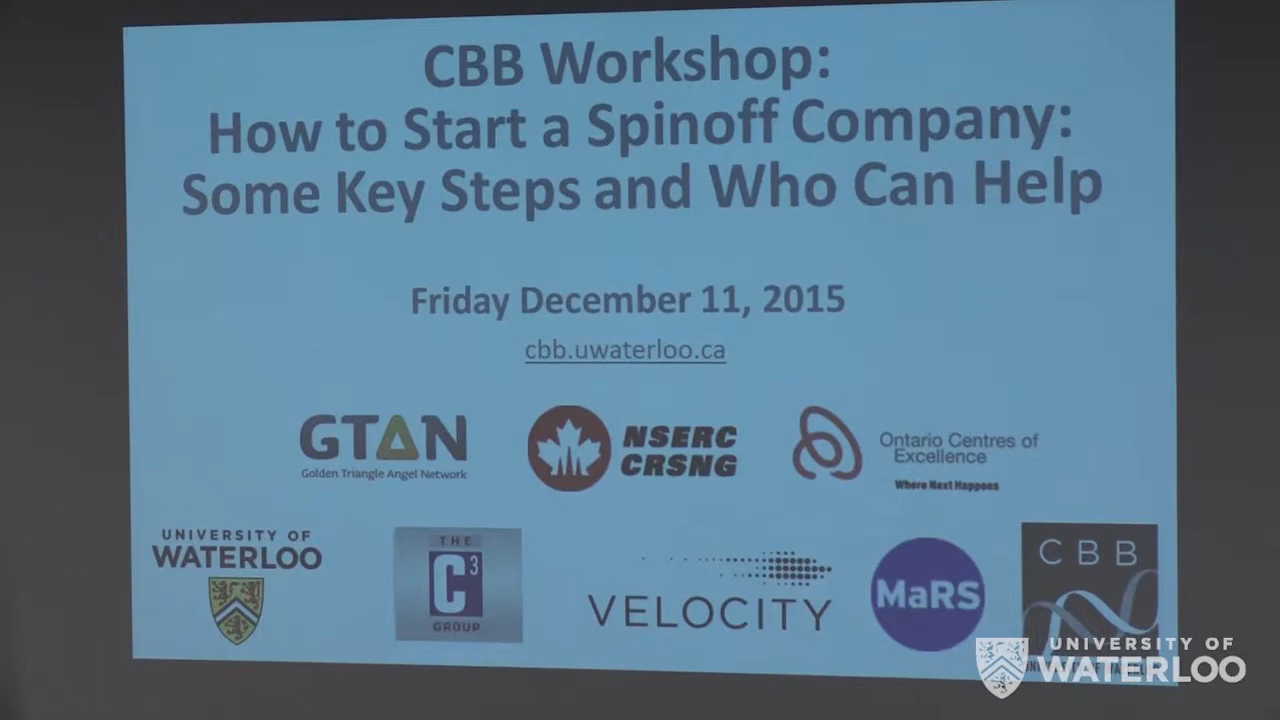 CBB Workshop:
How to Start a Spinoff Company:
Some Key Steps and Who Can Help
Friday December 11, 2015
cbb.uwaterloo.ca
GTAN
Golden Triangle Angel Network
NSERC
CRSNG
Ontario Centres of
Excellence
Where Next Happens
UNIVERSITY OF
WATERLOO
THE
C3
GROUP
VELOCITY
MaRS
CBB
UNIVERSITY OF
WATERLOO